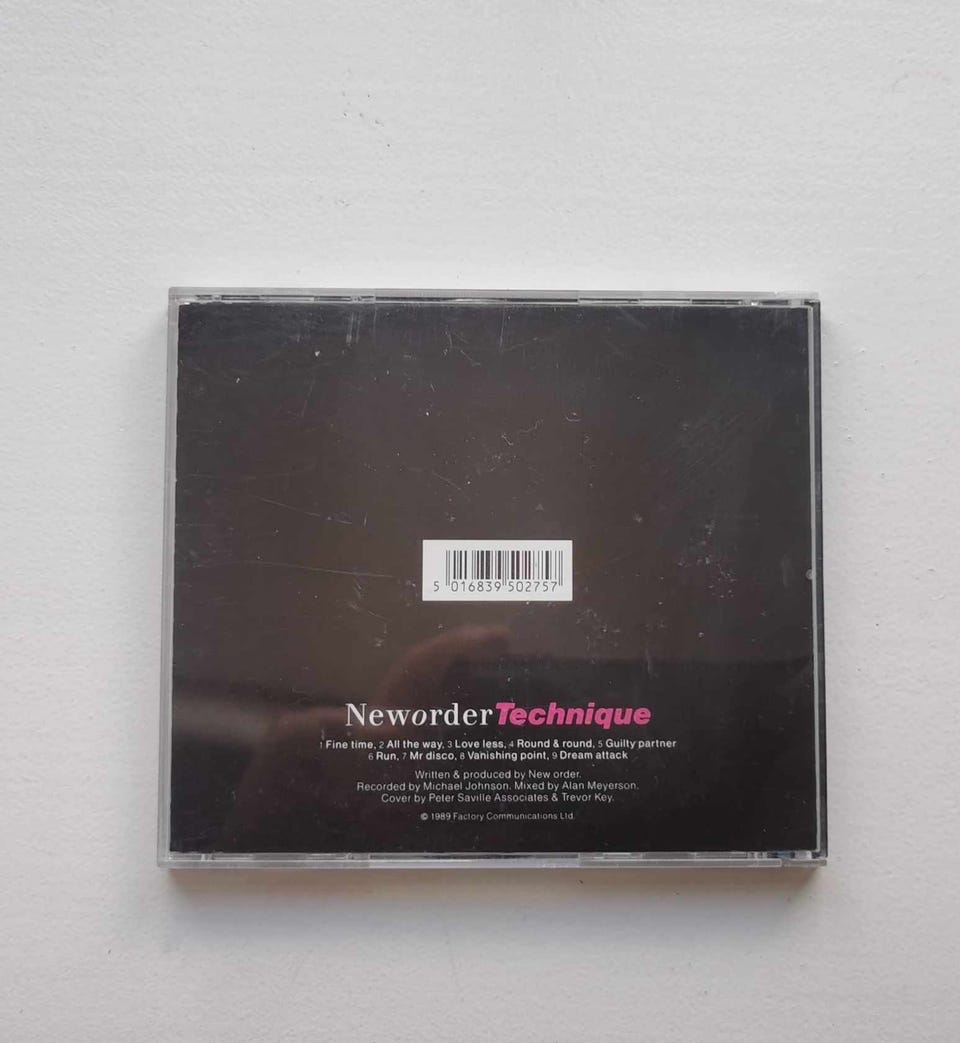 5 016839 502757
NeworderTechnique
1 Fine time, 2 All the way, 3 Love less, 4 Round & round, 5 Guilty partner
6 Run, 7 Mr disco, 8 Vanishing point, 9 Dream attack
Written & produced by New order.
Recorded by Michael Johnson. Mixed by Alan Meyerson.
Cover by Peter Saville Associates & Trevor Key.
© 1989 Factory Communications Ltd.